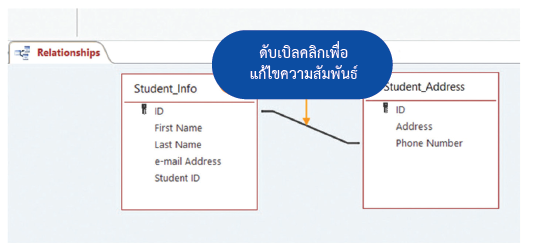 Relationships
ดับเบิลคลิกเพื่อ
แก้ไขความสัมพันธ์
Student_Info
ID
First Name
Last Name
e-mail Address
Student ID
Student_Address
ID
Address
Phone Number